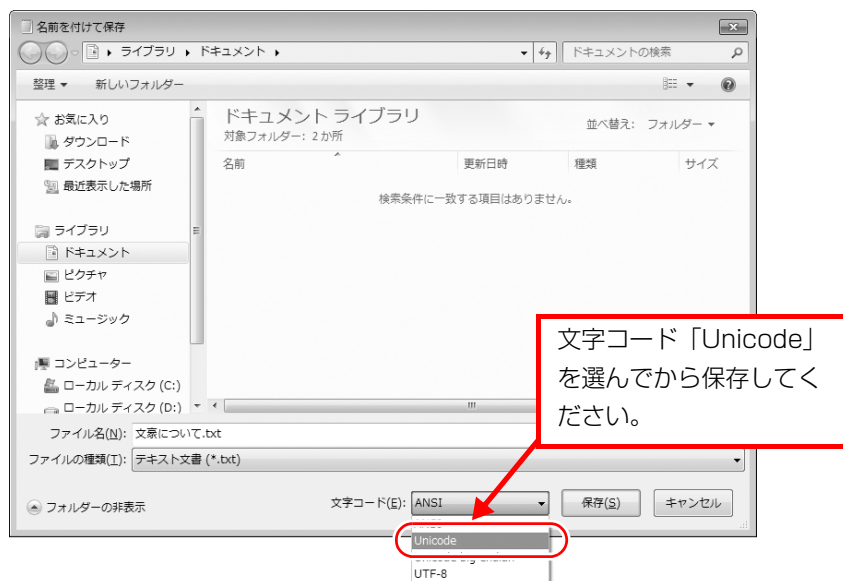 名前を付けて保存
ライブラリ ▸ ドキュメント ▸
ドキュメントの検索
整理 ▼ 新しいフォルダー
お気に入り
ダウンロード
デスクトップ
最近表示した場所
ライブラリ
ドキュメント
ピクチャ
ビデオ
ミュージック
コンピューター
ローカル ディスク (C:)
ローカル ディスク (D:)
ドキュメント ライブラリ
対象フォルダー: 2 か所
並べ替え: フォルダー ▼
名前 更新日時 種類 サイズ
検索条件に一致する項目はありません。
文字コード「Unicode」
を選んでから保存してく
ださい。
ファイル名(N): 文豪について.txt
ファイルの種類(T): テキスト文書 (*.txt)
フォルダーの非表示
文字コード(E): ANSI
保存(S) キャンセル
Unicode
UTF-8